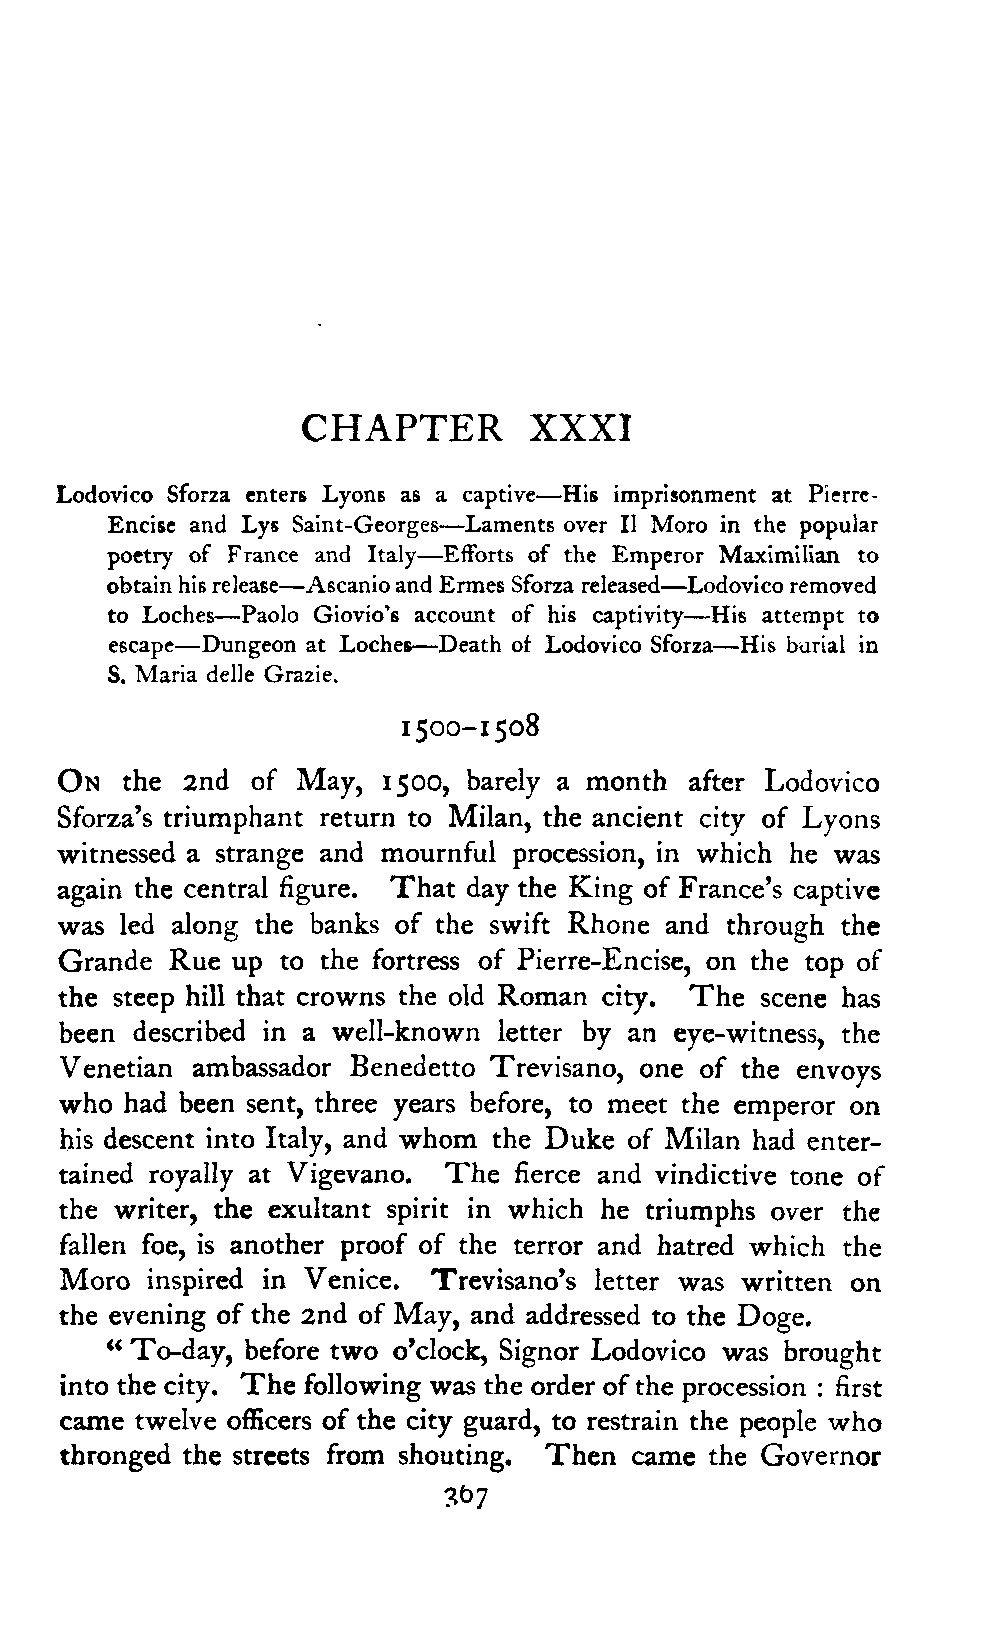 CHAPTER XXXI
Lodovico Sforza enters Lyons as a captive—His imprisonment at Pierre-
Encise and Lys Saint-Georges—Laments over Il Moro in the popular
poetry of France and Italy—Efforts of the Emperor Maximilian to
obtain his release—Ascanio and Ermes Sforza released—Lodovico removed
to Loches—Paolo Giovio's account of his captivity—His attempt to
escape—Dungeon at Loches—Death of Lodovico Sforza—His burial in
S. Maria delle Grazie.
1500-1508
ON the 2nd of May, 1500, barely a month after Lodovico
Sforza's triumphant return to Milan, the ancient city of Lyons
witnessed a strange and mournful procession, in which he was
again the central figure. That day the King of France's captive
was led along the banks of the swift Rhone and through the
Grande Rue up to the fortress of Pierre-Encise, on the top of
the steep hill that crowns the old Roman city. The scene has
been described in a well-known letter by an eye-witness, the
Venetian ambassador Benedetto Trevisano, one of the envoys
who had been sent, three years before, to meet the emperor on
his descent into Italy, and whom the Duke of Milan had enter-
tained royally at Vigevano. The fierce and vindictive tone of
the writer, the exultant spirit in which he triumphs over the
fallen foe, is another proof of the terror and hatred which the
Moro inspired in Venice. Trevisano's letter was written on
the evening of the 2nd of May, and addressed to the Doge.
"To-day, before two o'clock, Signor Lodovico was brought
into the city. The following was the order of the procession : first
came twelve officers of the city guard, to restrain the people who
thronged the streets from shouting. Then came the Governor
367